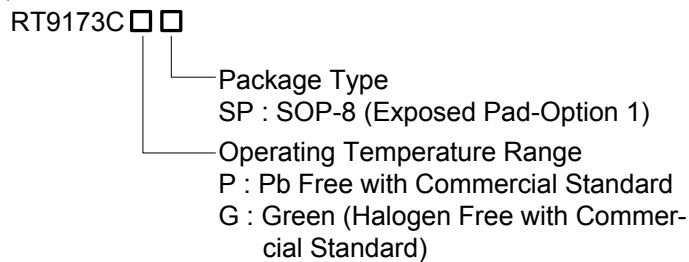 RT9173C
Package Type
SP : SOP-8 (Exposed Pad-Option 1)
Operating Temperature Range
P : Pb Free with Commercial Standard
G : Green (Halogen Free with Commer-
cial Standard)